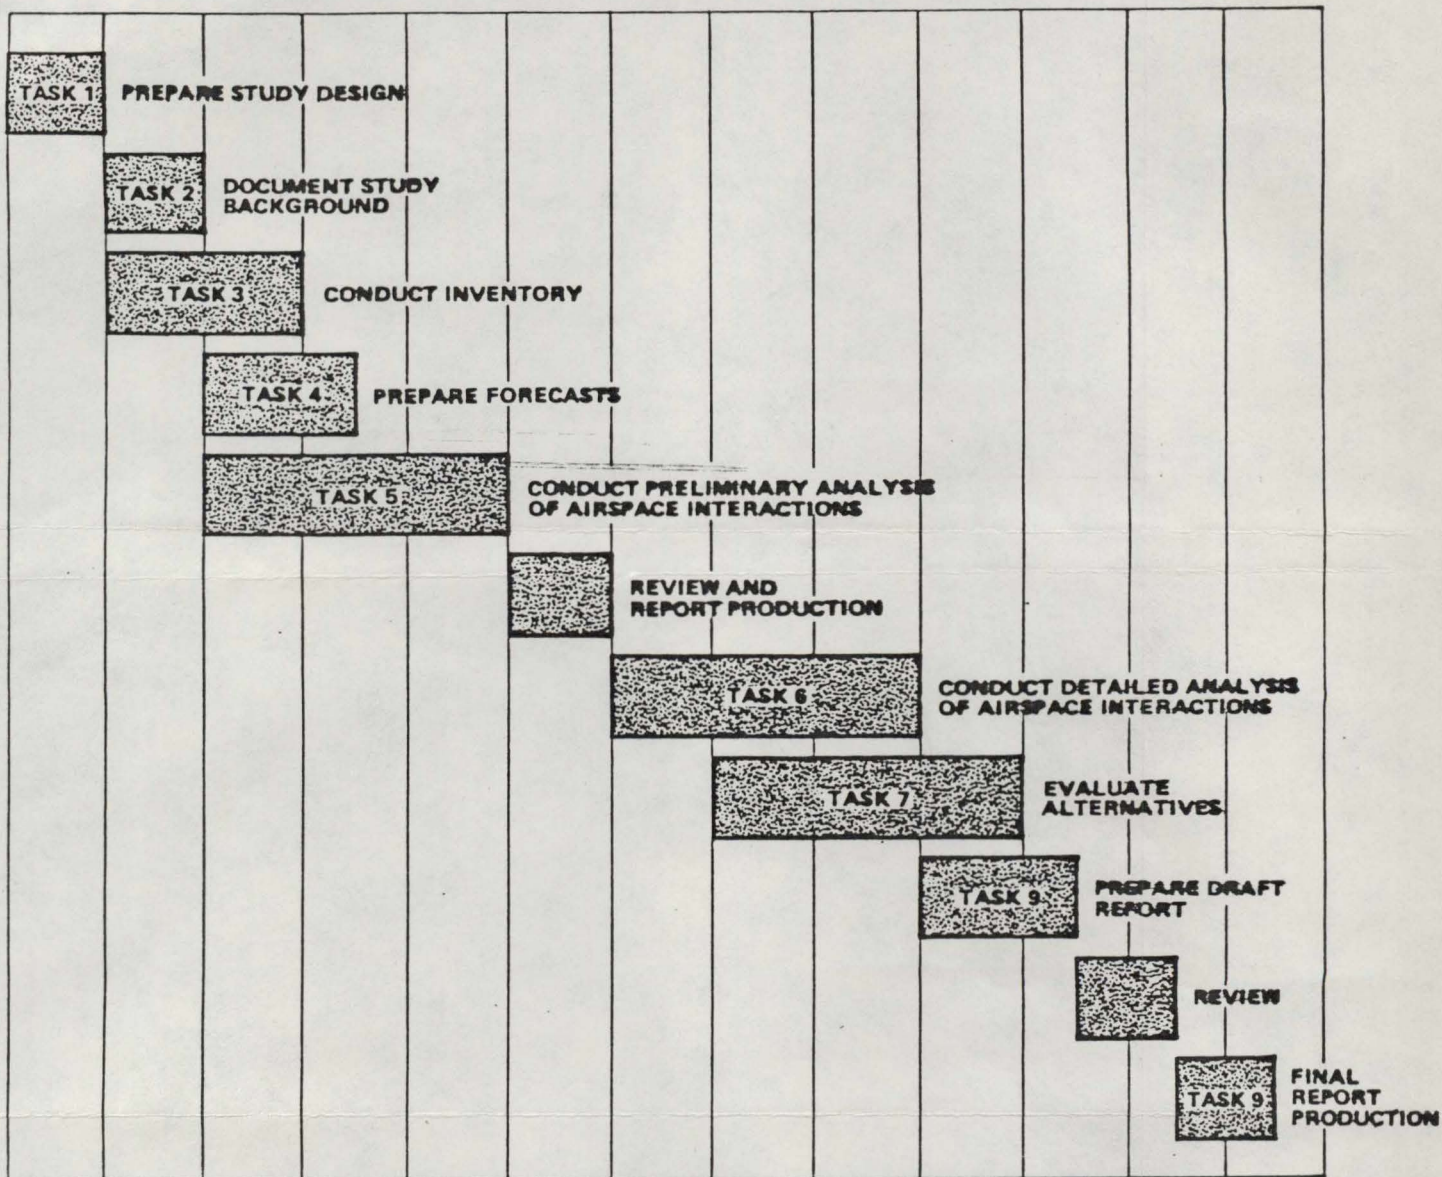 TASK 1 PREPARE STUDY DESIGN
TASK 2 DOCUMENT STUDY
BACKGROUND
TASK 3 CONDUCT INVENTORY
TASK 4 PREPARE FORECASTS
TASK 5 CONDUCT PRELIMINARY ANALYSIS
OF AIRSPACE INTERACTIONS
REVIEW AND
REPORT PRODUCTION
TASK 6 CONDUCT DETAILED ANALYSIS
OF AIRSPACE INTERACTIONS
TASK 7 EVALUATE
ALTERNATIVES
TASK 9 PREPARE DRAFT
REPORT
REVIEW
TASK 9 FINAL
REPORT
PRODUCTION